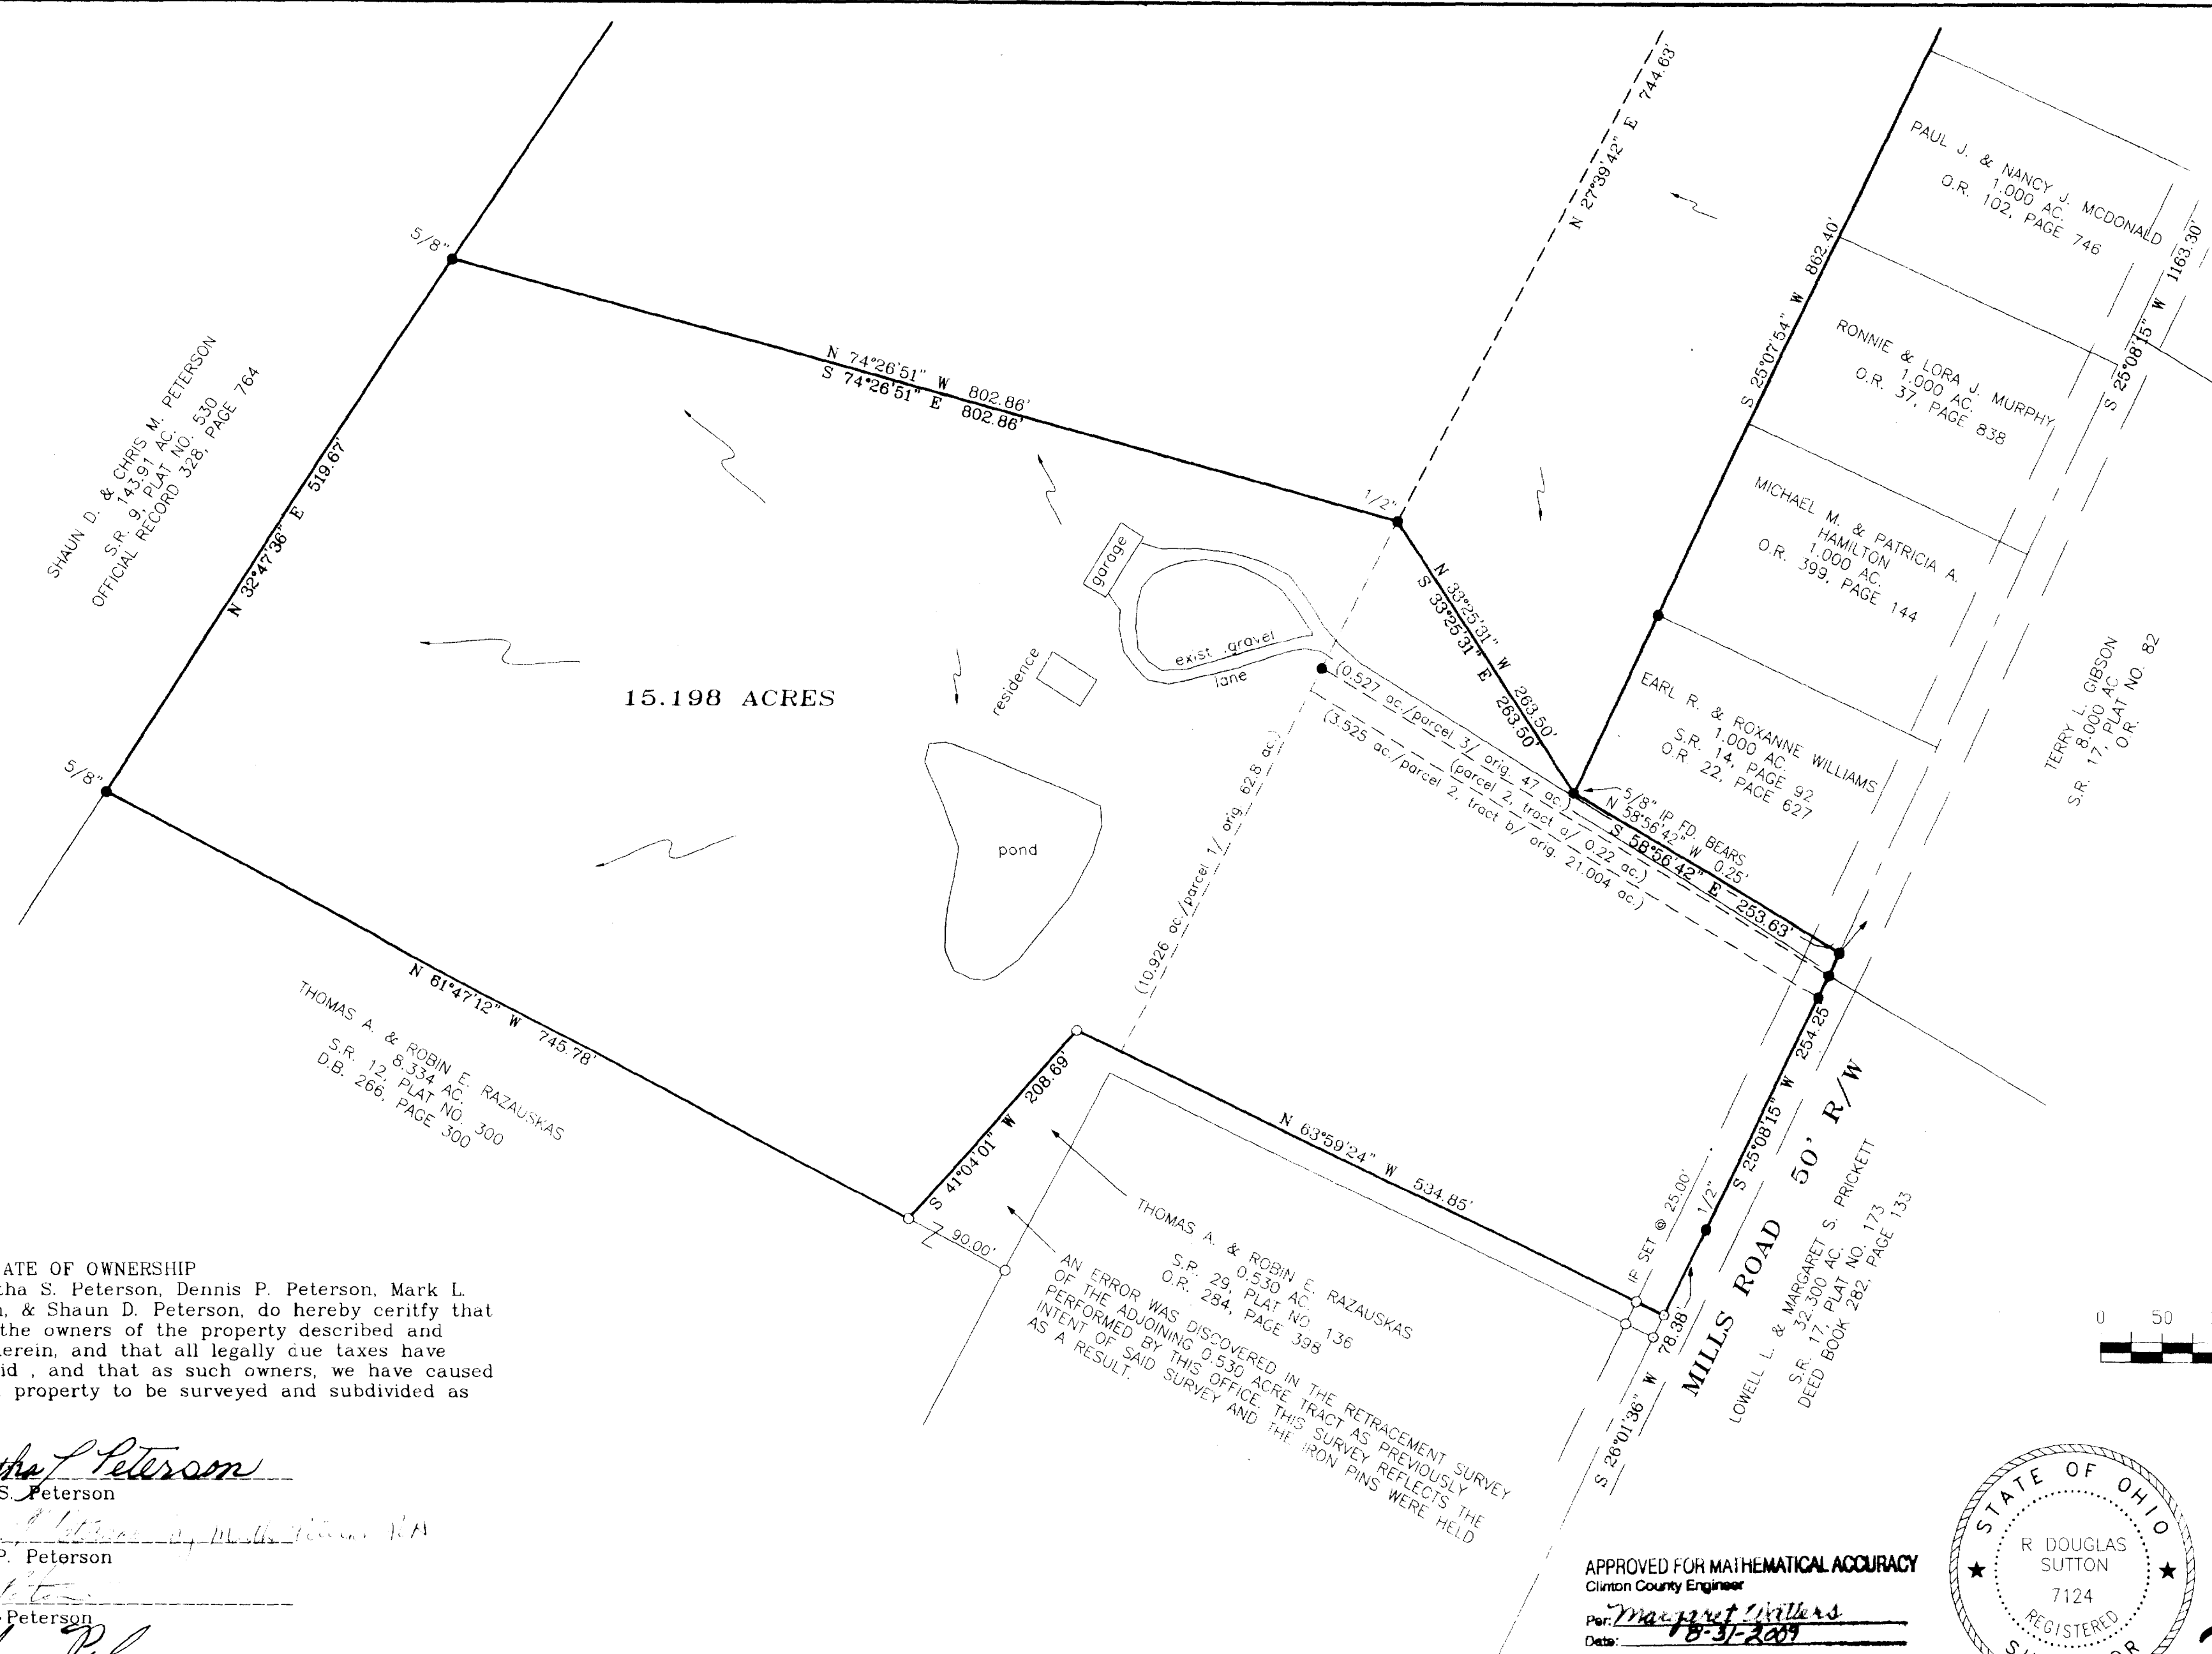 N 27°39'42" E 744.63'
PAUL J. & NANCY J. MCDONALD
1.000 AC.
O.R. 102, PAGE 746
S 25°07'54" W 862.40'
S 25°08'15" W 1163.30'
RONNIE & LORA J. MURPHY
1.000 AC.
O.R. 37, PAGE 838
MICHAEL M. & PATRICIA A.
HAMILTON
1.000 AC.
O.R. 399, PAGE 144
EARL R. & ROXANNE WILLIAMS
1.000 AC.
S.R. 14, PAGE 92
O.R. 22, PAGE 627
TERRY L. GIBSON
8.000 AC
S.R. 17, PLAT NO. 82
O.R.
5/8"
N 74°26'51" W 802.86'
S 74°26'51" E 802.86'
1/2"
SHAUN D. & CHRIS M. PETERSON
143.91 AC.
S.R. 9, PLAT NO. 530
OFFICIAL RECORD 328, PAGE 764
N 32°47'36" E 519.67'
N 33°25'31" W 263.50'
S 33°25'31" E 263.50'
garage
exist. gravel
lane
residence
15.198 ACRES
pond
5/8"
(0.527 ac./parcel 3/ orig. 47 ac.)
(parcel 2, tract a/ 0.22 ac.)
(3.525 ac./parcel 2, tract b/ orig. 21.004 ac.)
(10.926 ac./parcel 1/ orig. 62.8 ac.)
5/8" IP FD. BEARS
N 58°56'42" W 0.25'
S 58°56'42" E 253.63'
N 61°47'12" W 745.78'
THOMAS A. & ROBIN E. RAZAUSKAS
8.334 AC.
S.R. 12, PLAT NO. 300
D.B. 266, PAGE 300
S 41°04'01" W 208.69'
90.00'
N 63°59'24" W 534.85'
THOMAS A. & ROBIN E. RAZAUSKAS
0.530 AC.
S.R. 29, PLAT NO. 136
O.R. 284, PAGE 398
AN ERROR WAS DISCOVERED IN THE RETRACEMENT SURVEY
OF THE ADJOINING 0.530 ACRE TRACT AS PREVIOUSLY
PERFORMED BY THIS OFFICE. THIS SURVEY REFLECTS THE
INTENT OF SAID SURVEY AND THE IRON PINS WERE HELD
AS A RESULT.
IP SET @ 25.00'
1/2"
S 25°08'15" W 254.25
S 26°01'36" W 78.38'
MILLS ROAD 50' R/W
LOWELL L. & MARGARET S. PRICKETT
32.300 AC.
S.R. 17, PLAT NO. 173
DEED BOOK 282, PAGE 133
0 50
ATE OF OWNERSHIP
tha S. Peterson, Dennis P. Peterson, Mark L.
n, & Shaun D. Peterson, do hereby ceritfy that
the owners of the property described and
erein, and that all legally due taxes have
id , and that as such owners, we have caused
property to be surveyed and subdivided as
Peterson
S. Peterson
P. Peterson
Peterson
APPROVED FOR MATHEMATICAL ACCURACY
Clinton County Engineer
Per: Margaret Willers
Date: 8-31-2009
STATE OF OHIO
R DOUGLAS
SUTTON
7124
REGISTERED